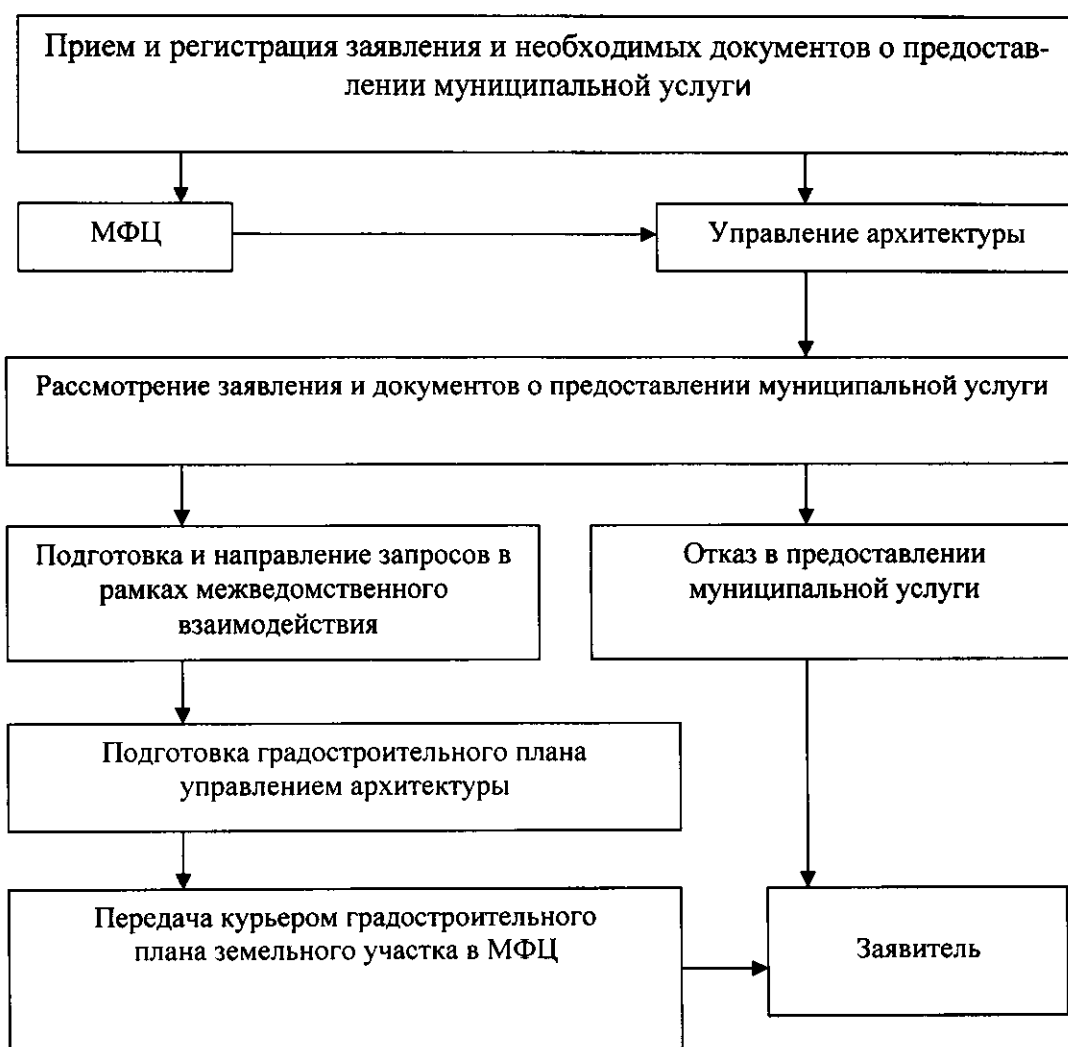 Прием и регистрация заявления и необходимых документов о предостав-
лении муниципальной услуги
МФЦ
Управление архитектуры
Рассмотрение заявления и документов о предоставлении муниципальной услуги
Подготовка и направление запросов в
рамках межведомственного
взаимодействия
Отказ в предоставлении
муниципальной услуги
Подготовка градостроительного плана
управлением архитектуры
Передача курьером градостроительного
плана земельного участка в МФЦ
Заявитель